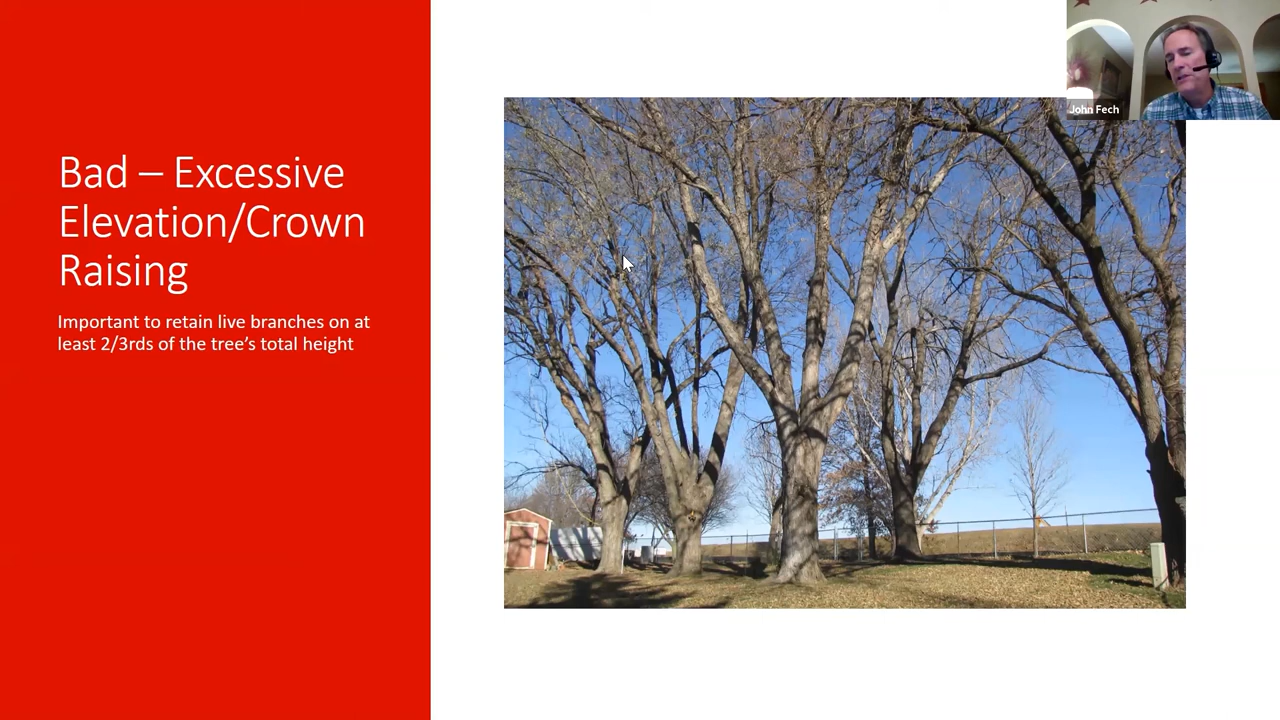 Bad – Excessive
Elevation/Crown
Raising
Important to retain live branches on at
least 2/3rds of the tree's total height
John Fech